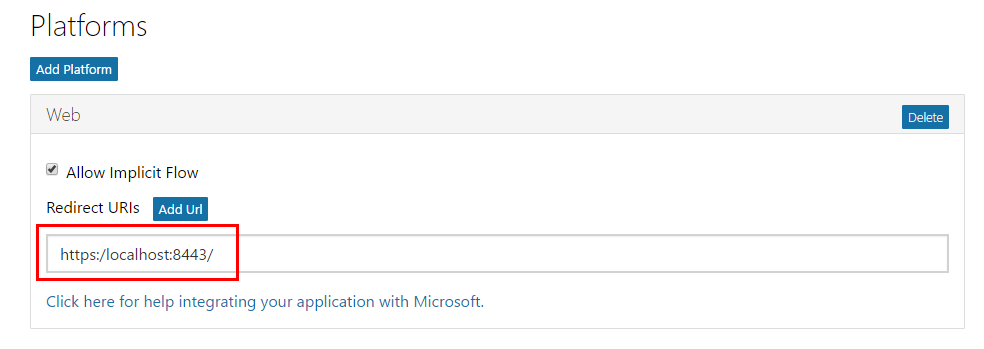 Platforms
Add Platform
Web
Delete
Allow Implicit Flow
Redirect URIs Add Url
https:/localhost:8443/
Click here for help integrating your application with Microsoft.